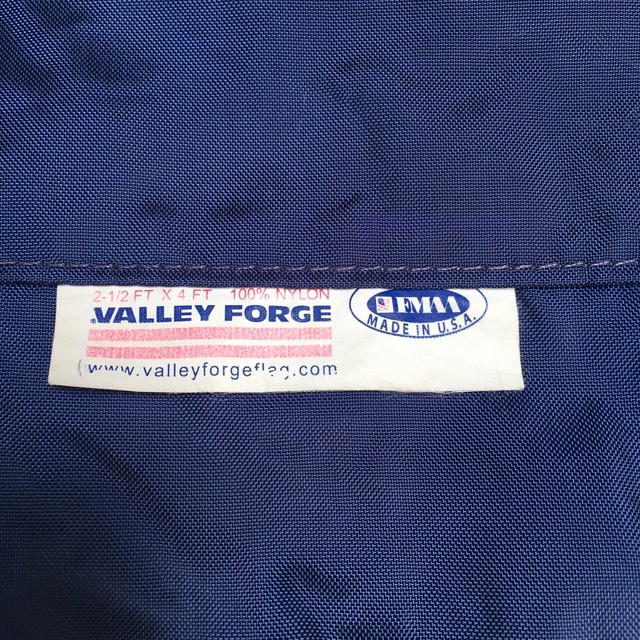 2-1/2 FT X 4 FT 100% NYLON
VALLEY FORGE
www.valleyforgeflag.com
FMAA
MADE IN U.S.A.